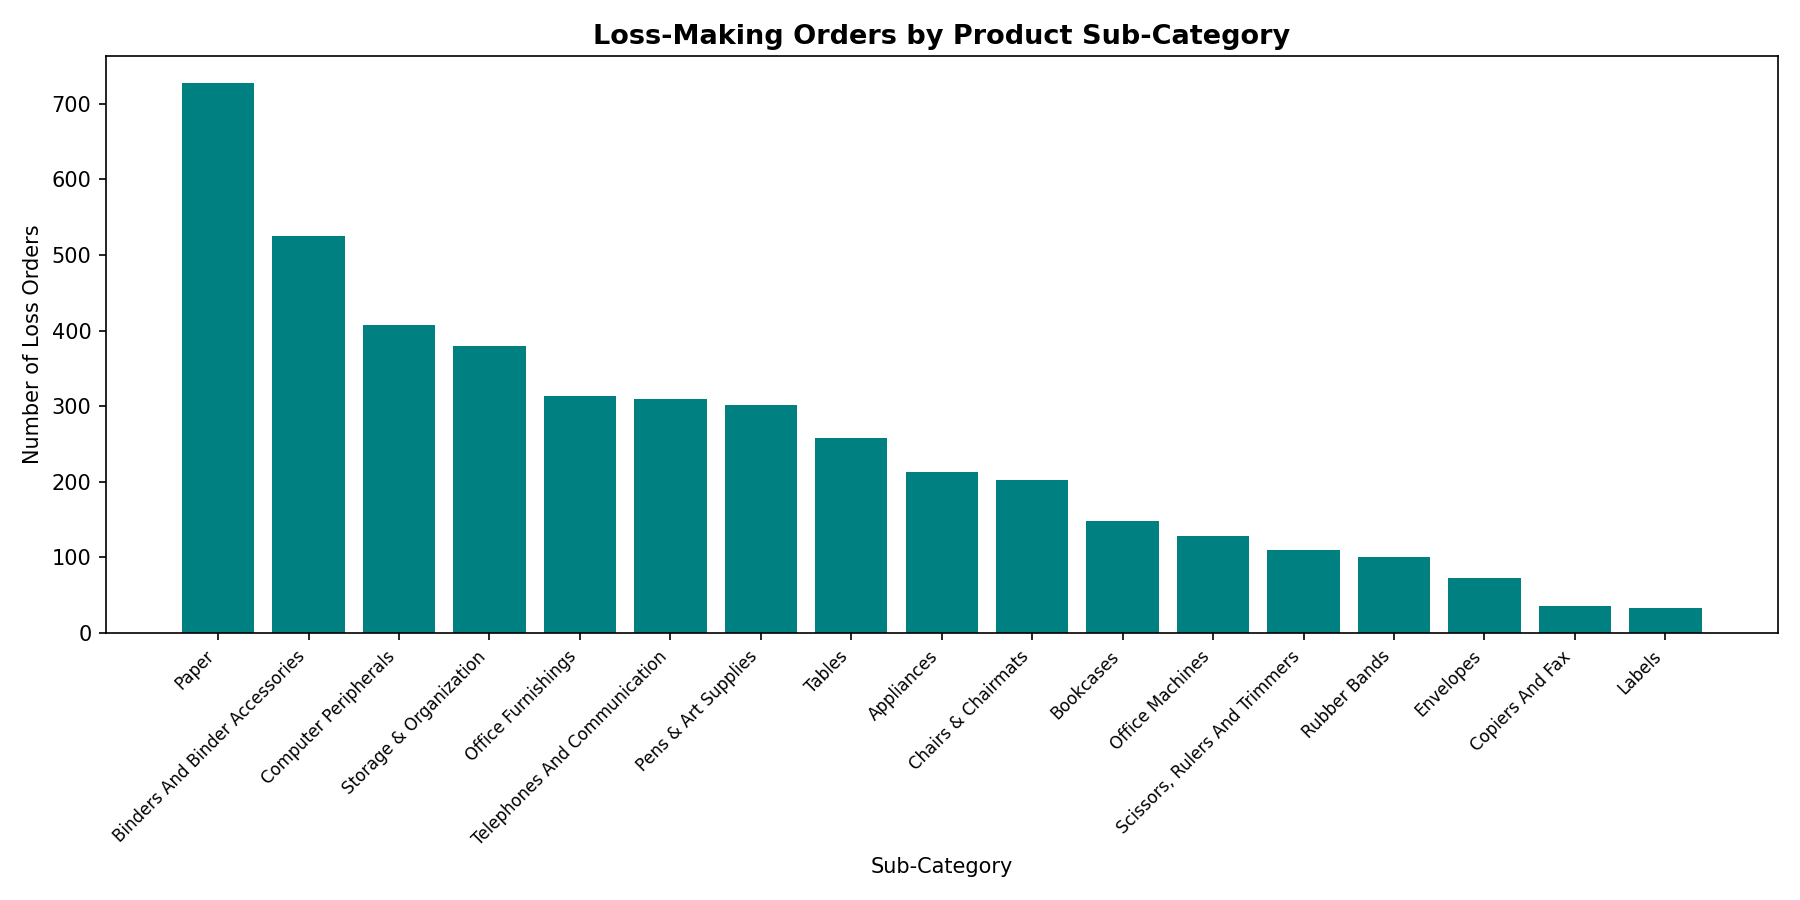 Loss-Making Orders by Product Sub-Category
Number of Loss Orders
700
600
500
400
300
200
100
0
Paper
Binders And Binder Accessories
Computer Peripherals
Storage & Organization
Office Furnishings
Telephones And Communication
Pens & Art Supplies
Tables
Appliances
Chairs & Chairmats
Bookcases
Office Machines
Scissors, Rulers And Trimmers
Rubber Bands
Envelopes
Copiers And Fax
Labels
Sub-Category